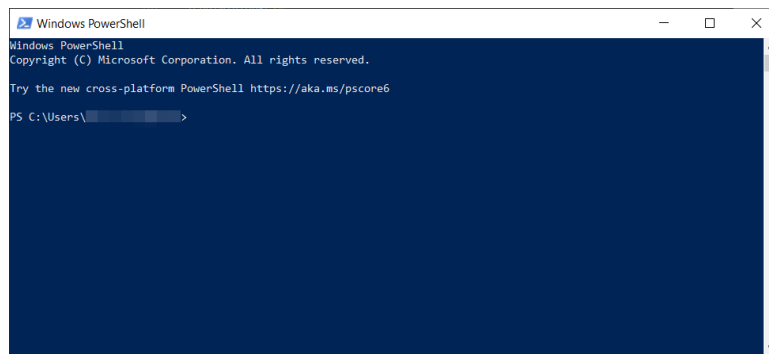 Windows PowerShell
Windows PowerShell
Copyright (C) Microsoft Corporation. All rights reserved.
Try the new cross-platform PowerShell https://aka.ms/pscore6
PS C:\Users\ >